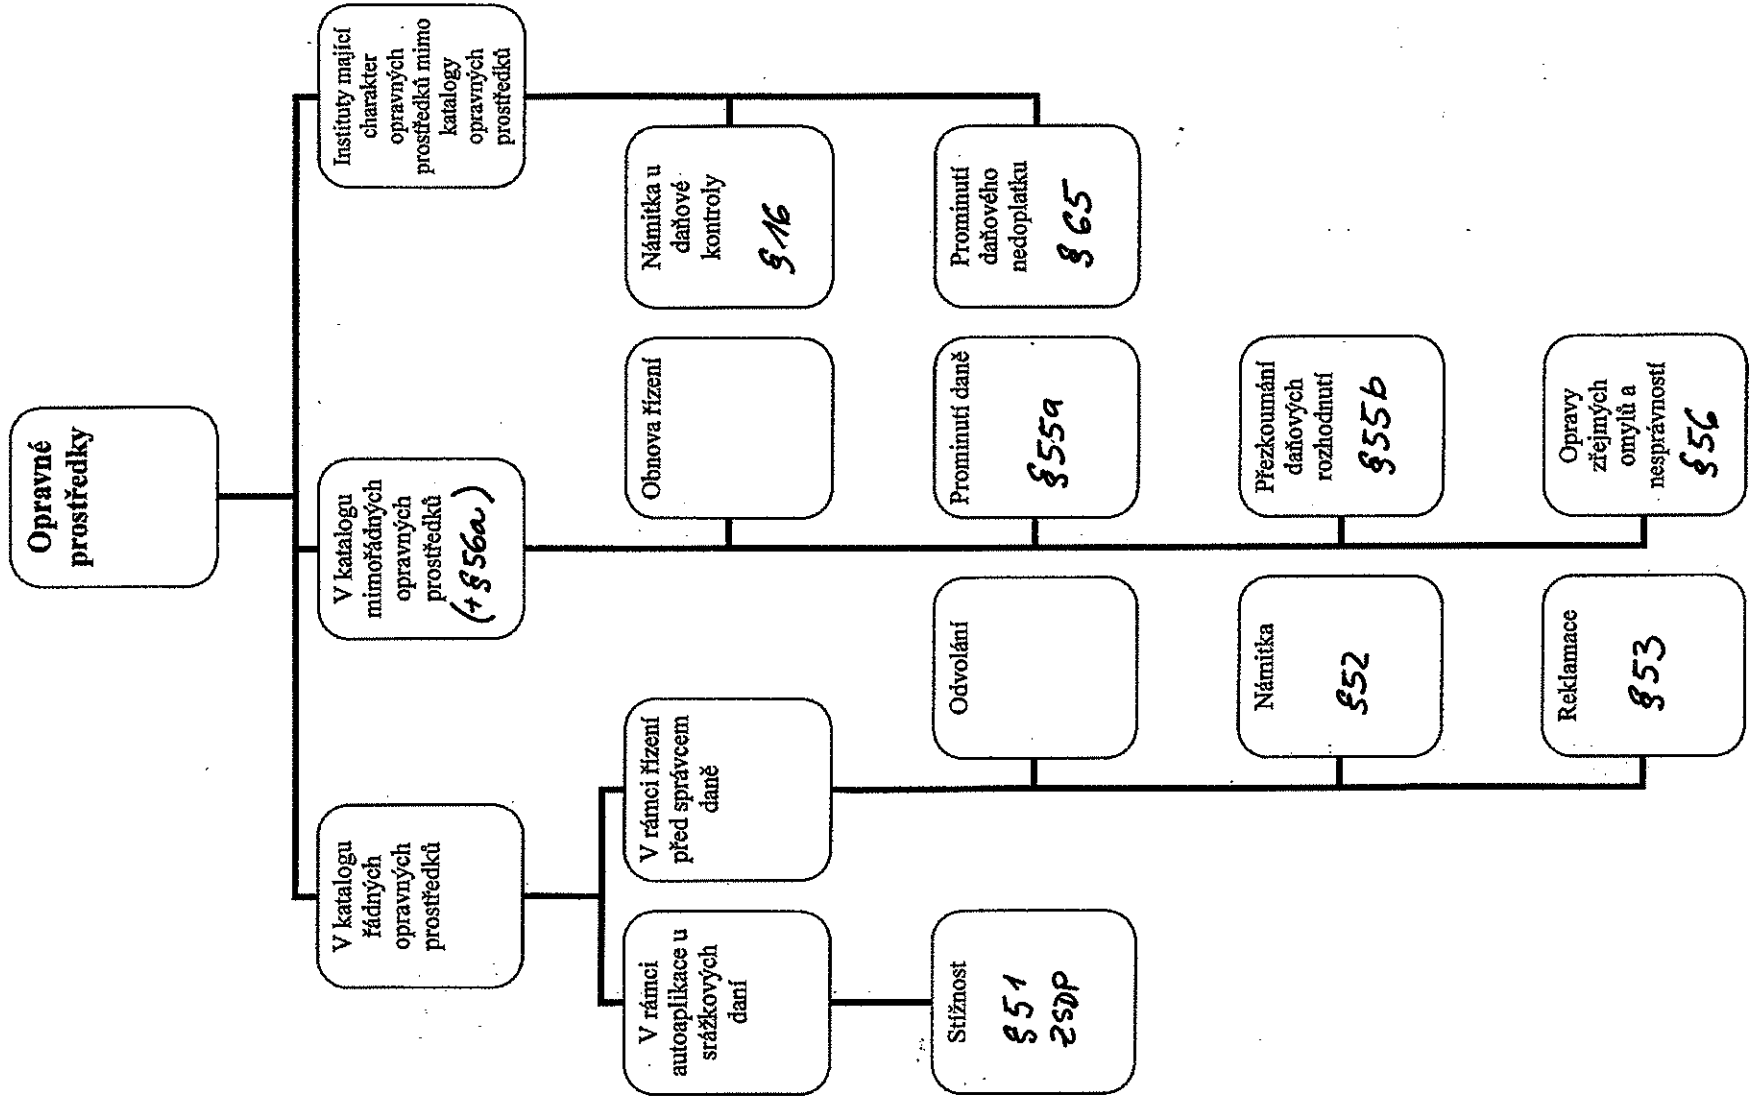 Opravné
prostředky
V katalogu
řádných
opravných
prostředků
V katalogu
mimořádných
opravných
prostředků
(+ §56a)
Instituty mající
charakter
opravných
prostředků mimo
katalogy
opravných
prostředků
V rámci
autoaplikace u
srážkových
daní
V rámci řízení
před správcem
daně
Obnova řízení
Námitka u
daňové
kontroly
§ 16
Stížnost
§ 51
ZSDP
Odvolání
Prominutí daně
§55a
Prominutí
daňového
nedoplatku
§ 65
Námitka
§52
Přezkoumání
daňových
rozhodnutí
§55b
Reklamace
§ 53
Opravy
zřejmých
omylů a
nesprávností
§56